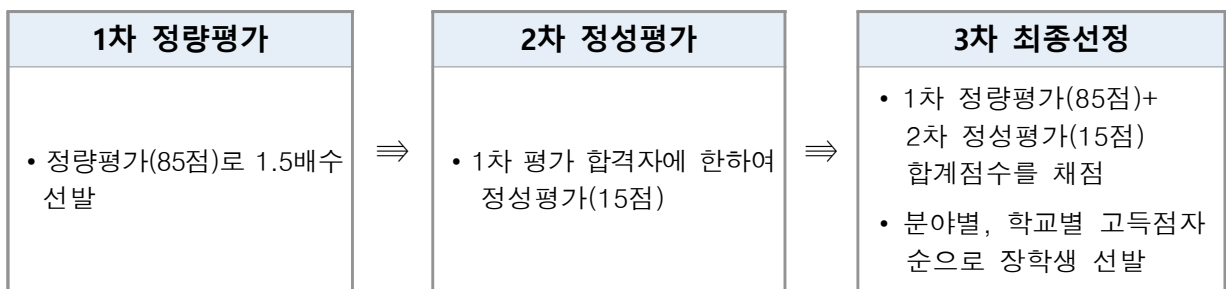 1차 정량평가
• 정량평가(85점)로 1.5배수
선발
⇒
2차 정성평가
• 1차 평가 합격자에 한하여
정성평가(15점)
⇒
3차 최종선정
• 1차 정량평가(85점)+
2차 정성평가(15점)
합계점수를 채점
• 분야별, 학교별 고득점자
순으로 장학생 선발